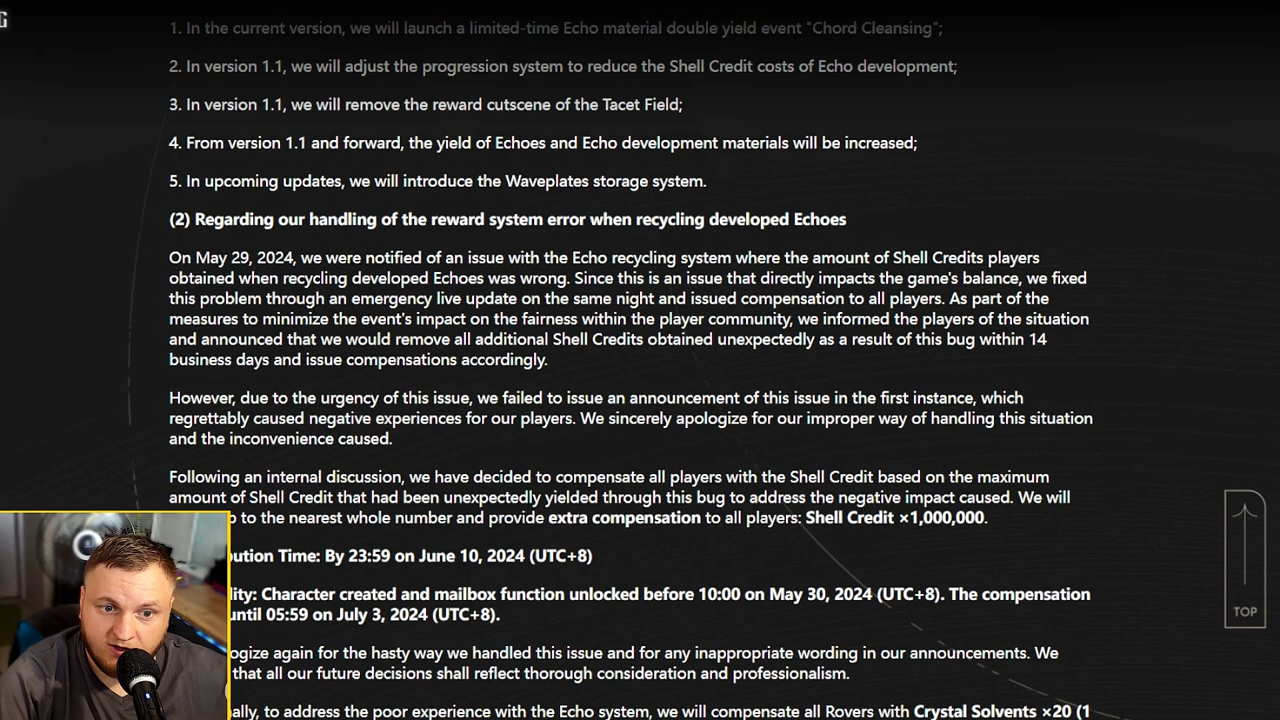 1. In the current version, we will launch a limited-time Echo material double yield event "Chord Cleansing";
2. In version 1.1, we will adjust the progression system to reduce the Shell Credit costs of Echo development;
3. In version 1.1, we will remove the reward cutscene of the Tacet Field;
4. From version 1.1 and forward, the yield of Echoes and Echo development materials will be increased;
5. In upcoming updates, we will introduce the Waveplates storage system.
(2) Regarding our handling of the reward system error when recycling developed Echoes
On May 29, 2024, we were notified of an issue with the Echo recycling system where the amount of Shell Credits players
obtained when recycling developed Echoes was wrong. Since this is an issue that directly impacts the game's balance, we fixed
this problem through an emergency live update on the same night and issued compensation to all players. As part of the
measures to minimize the event's impact on the fairness within the player community, we informed the players of the situation
and announced that we would remove all additional Shell Credits obtained unexpectedly as a result of this bug within 14
business days and issue compensations accordingly.
However, due to the urgency of this issue, we failed to issue an announcement of this issue in the first instance, which
regrettably caused negative experiences for our players. We sincerely apologize for our improper way of handling this situation
and the inconvenience caused.
Following an internal discussion, we have decided to compensate all players with the Shell Credit based on the maximum
amount of Shell Credit that had been unexpectedly yielded through this bug to address the negative impact caused. We will
to the nearest whole number and provide extra compensation to all players: Shell Credit ×1,000,000.
ution Time: By 23:59 on June 10, 2024 (UTC+8)
lity: Character created and mailbox function unlocked before 10:00 on May 30, 2024 (UTC+8). The compensation
until 05:59 on July 3, 2024 (UTC+8).
ogize again for the hasty way we handled this issue and for any inappropriate wording in our announcements. We
that all our future decisions shall reflect thorough consideration and professionalism.
ally, to address the poor experience with the Echo system, we will compensate all Rovers with Crystal Solvents ×20 (1
TOP